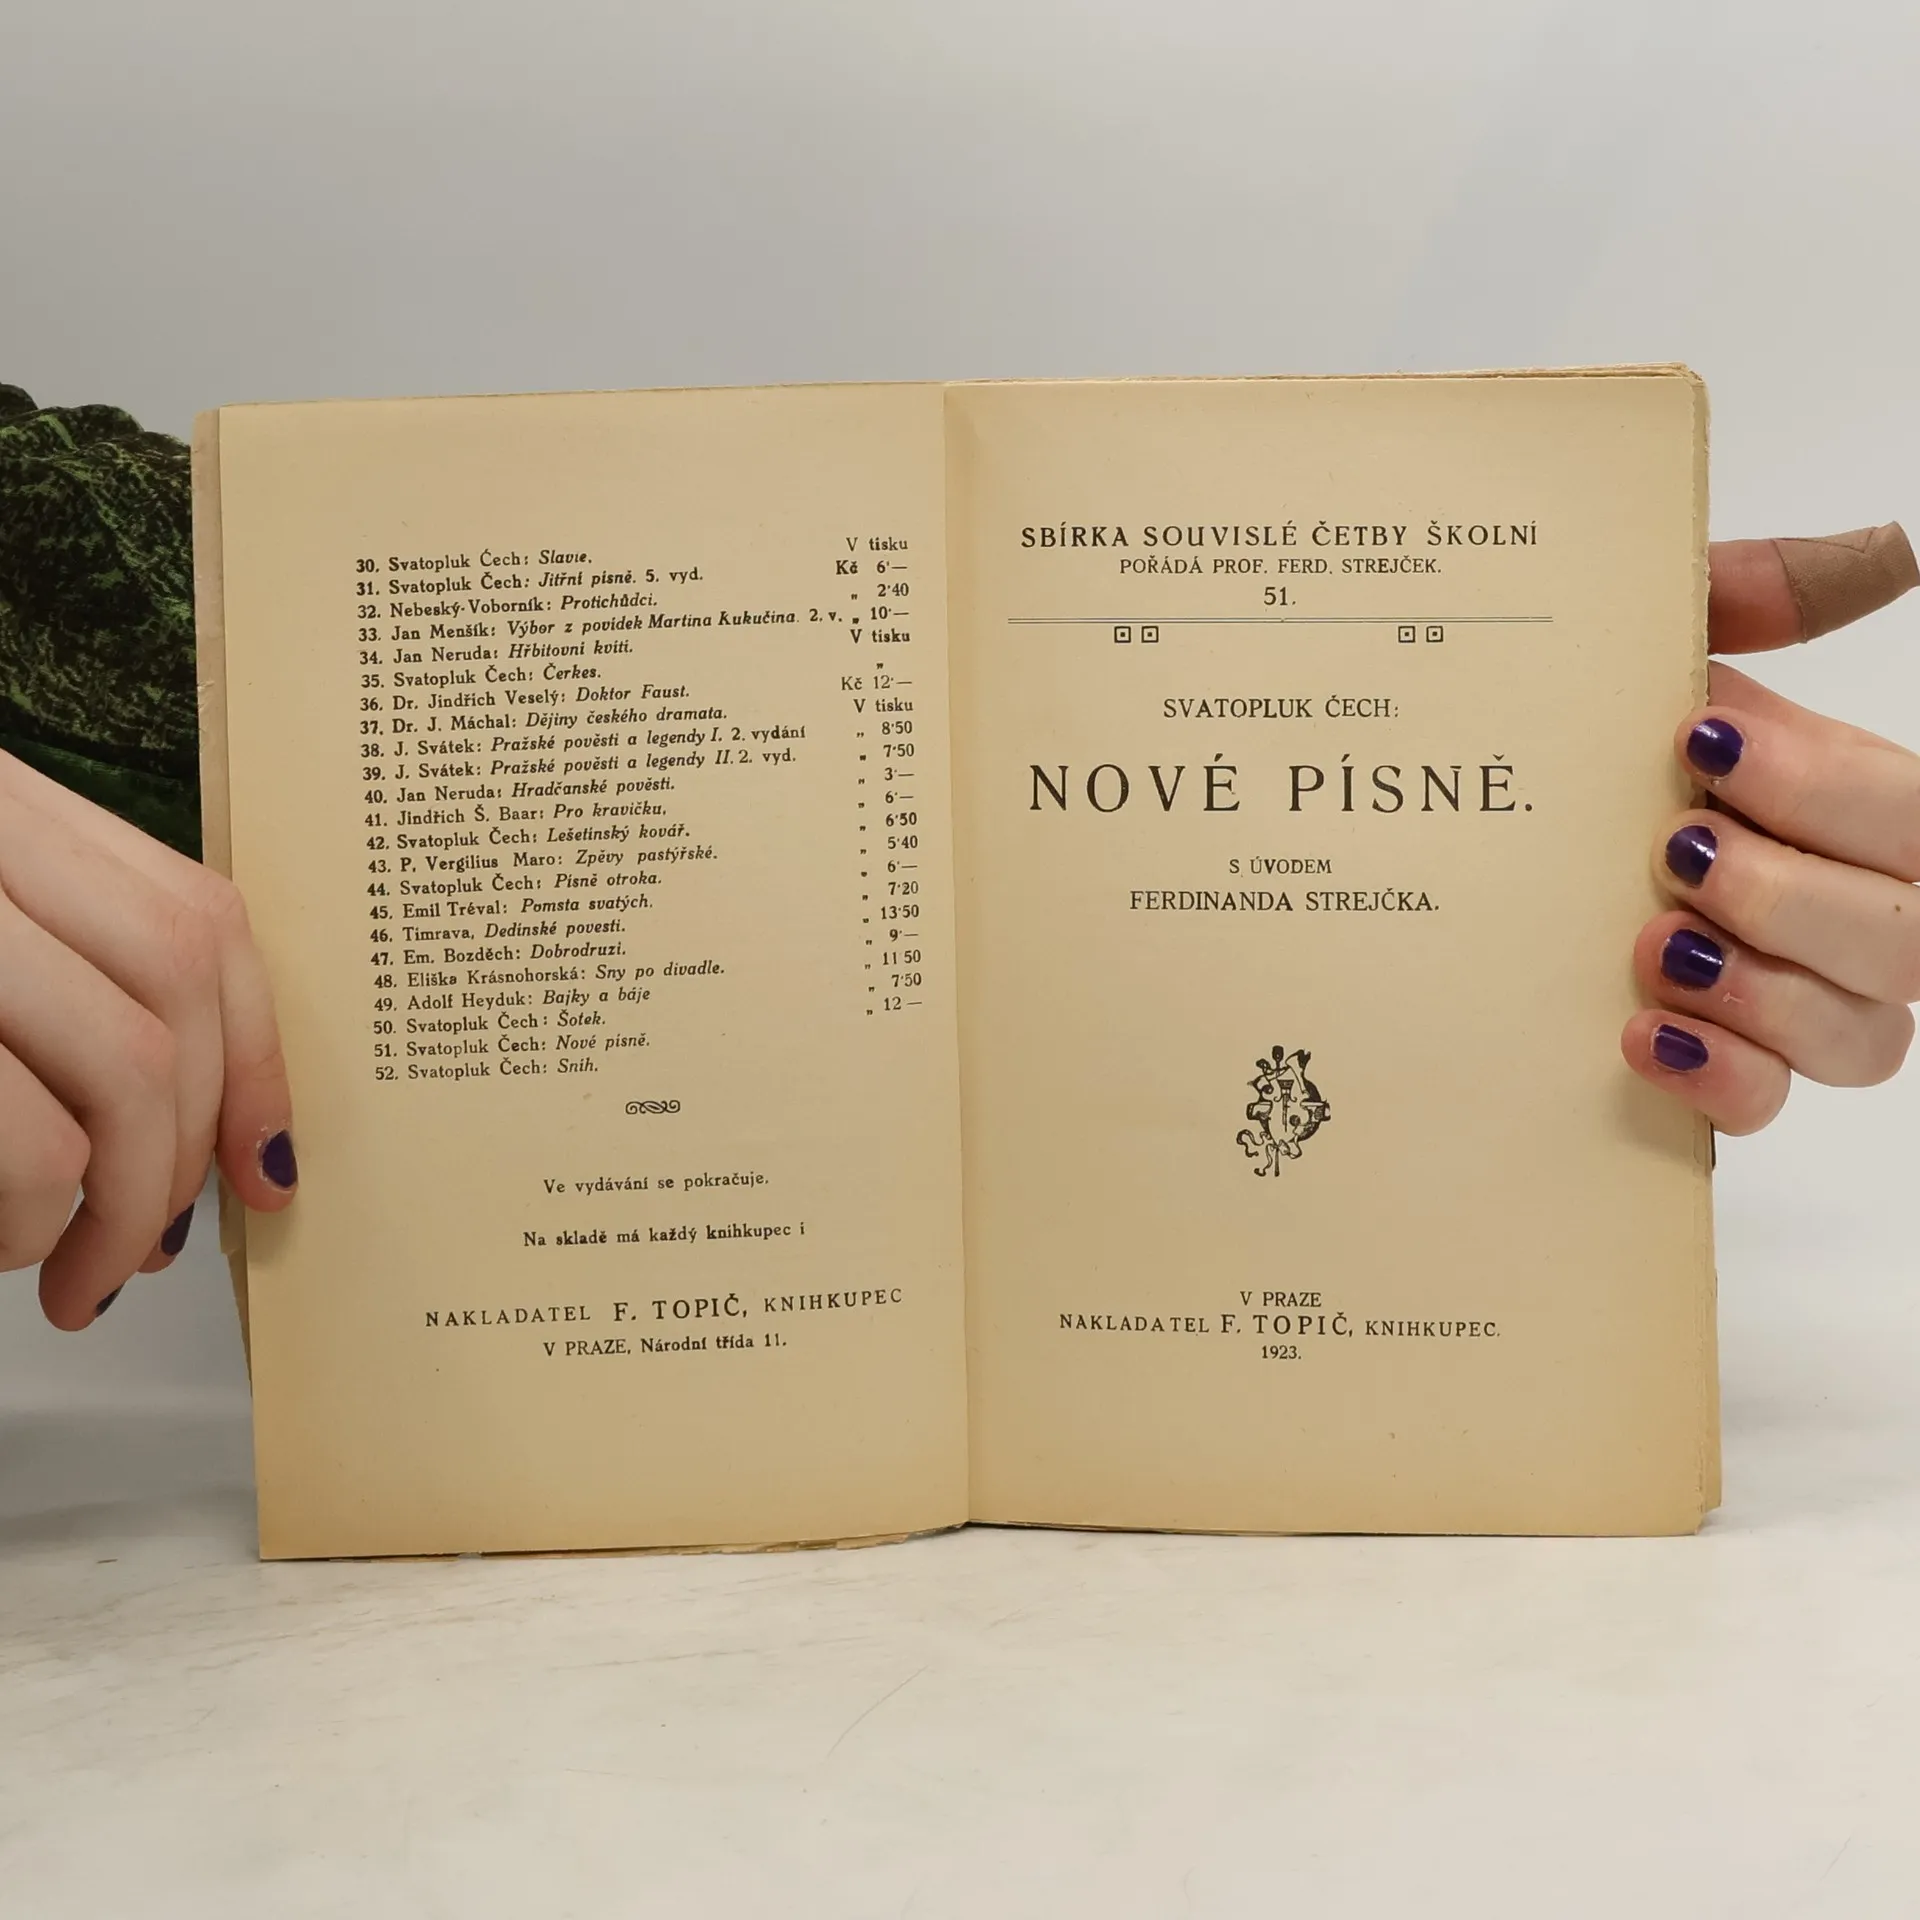 30. Svatopluk Čech: Slavie. V tisku
31. Svatopluk Čech: Jitřní písně. 5. vyd. Kč 6·—
32. Nebeský-Voborník: Protichůdci. „ 2·40
33. Jan Menšík: Výbor z povídek Martina Kukučina. 2. v. „ 10·—
34. Jan Neruda: Hřbitovní kvítí. V tisku
35. Svatopluk Čech: Čerkes. „
36. Dr. Jindřich Veselý: Doktor Faust. Kč 12·—
37. Dr. J. Máchal: Dějiny českého dramata. V tisku
38. J. Svátek: Pražské pověsti a legendy I. 2. vydání „ 8·50
39. J. Svátek: Pražské pověsti a legendy II. 2. vyd. „ 7·50
40. Jan Neruda: Hradčanské pověsti. „ 3·—
41. Jindřich Š. Baar: Pro kravičku. „ 6·—
42. Svatopluk Čech: Lešetínský kovář. „ 6·50
43. P. Vergilius Maro: Zpěvy pastýřské. „ 5·40
44. Svatopluk Čech: Písně otroka. „ 6·—
45. Emil Tréval: Pomsta svatých. „ 7·20
46. Timrava, Dedinské povesti. „ 13·50
47. Em. Bozděch: Dobrodruzi. „ 9·—
48. Eliška Krásnohorská: Sny po divadle. „ 11 50
49. Adolf Heyduk: Bajky a báje „ 7·50
50. Svatopluk Čech: Šotek. „ 12 —
51. Svatopluk Čech: Nové písně.
52. Svatopluk Čech: Sníh.
Ve vydávání se pokračuje.
Na skladě má každý knihkupec i
NAKLADATEL F. TOPIČ, KNIHKUPEC
V PRAZE, Národní třída 11.
SBÍRKA SOUVISLÉ ČETBY ŠKOLNÍ
POŘÁDÁ PROF. FERD. STREJČEK.
51.
SVATOPLUK ČECH:
NOVÉ PÍSNĚ.
S ÚVODEM
FERDINANDA STREJČKA.
V PRAZE
NAKLADATEL F. TOPIČ, KNIHKUPEC.
1923.